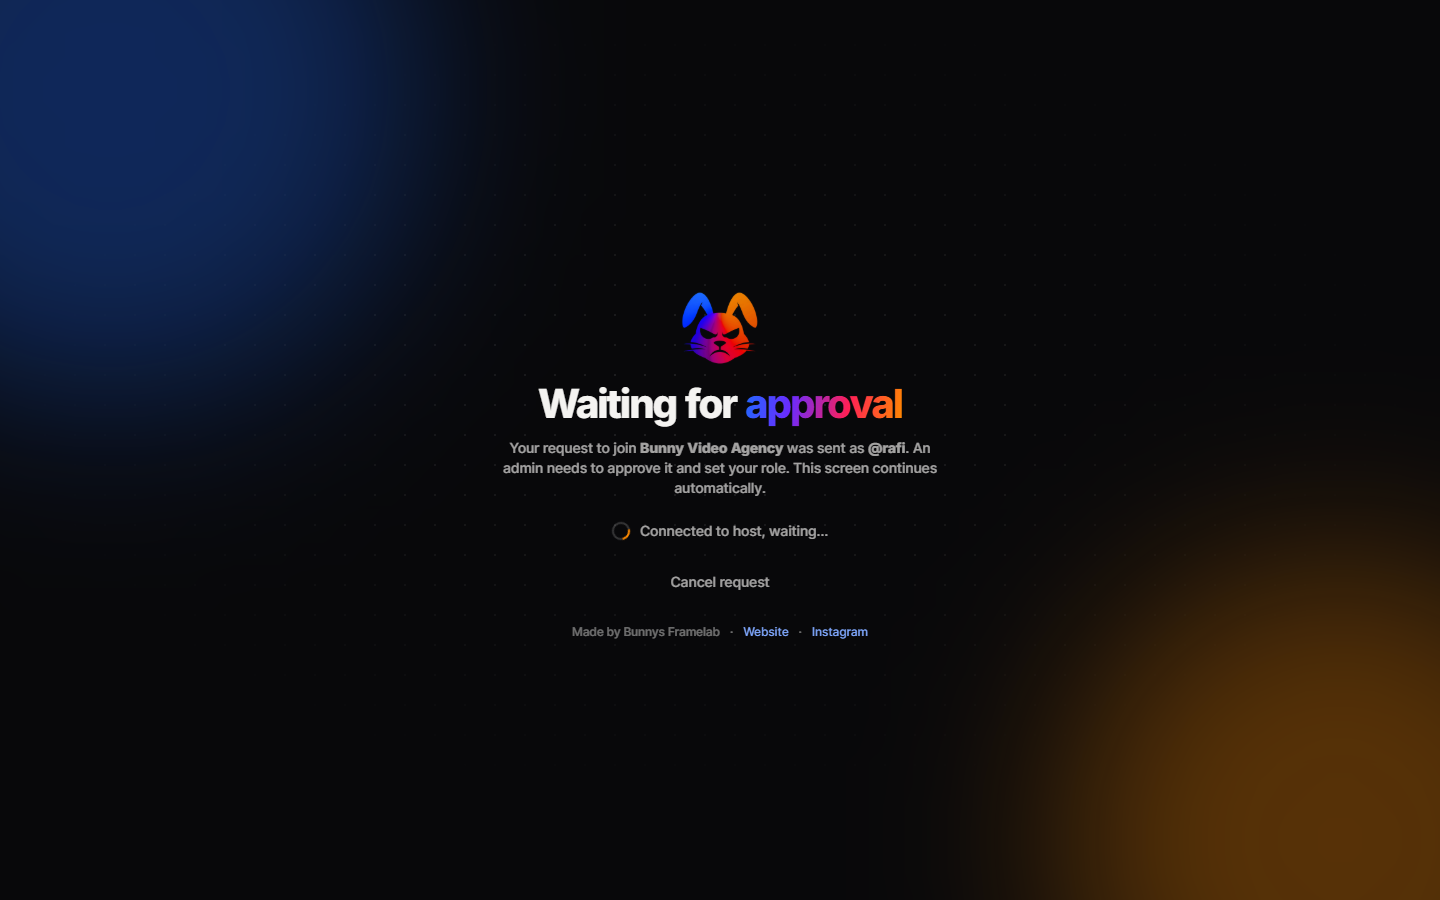 Waiting for approval
Your request to join Bunny Video Agency was sent as @rafi. An
admin needs to approve it and set your role. This screen continues
automatically.
Connected to host, waiting...
Cancel request
Made by Bunnys Framelab · Website · Instagram